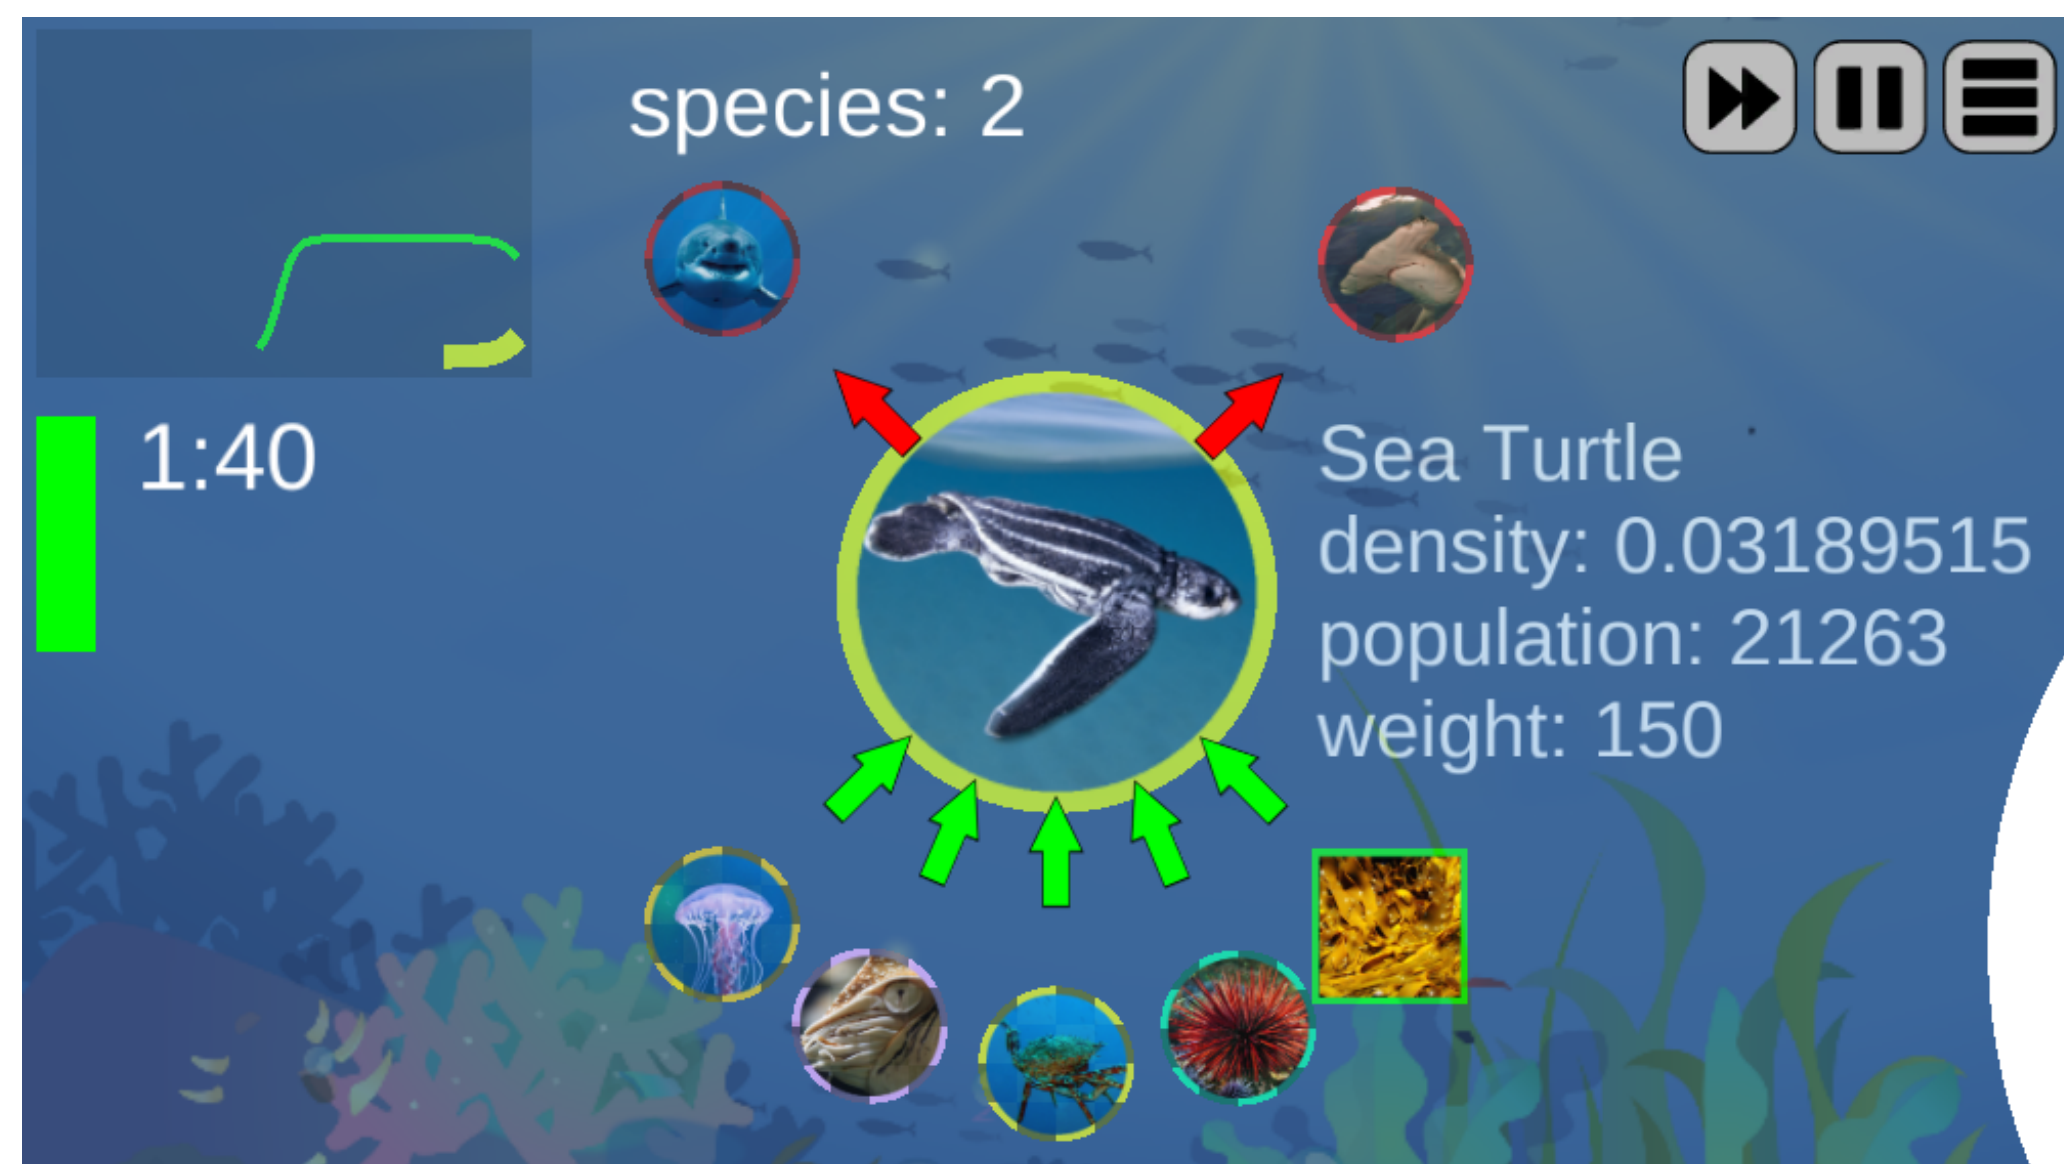 species: 2
1:40
Sea Turtle
density: 0.03189515
population: 21263
weight: 150